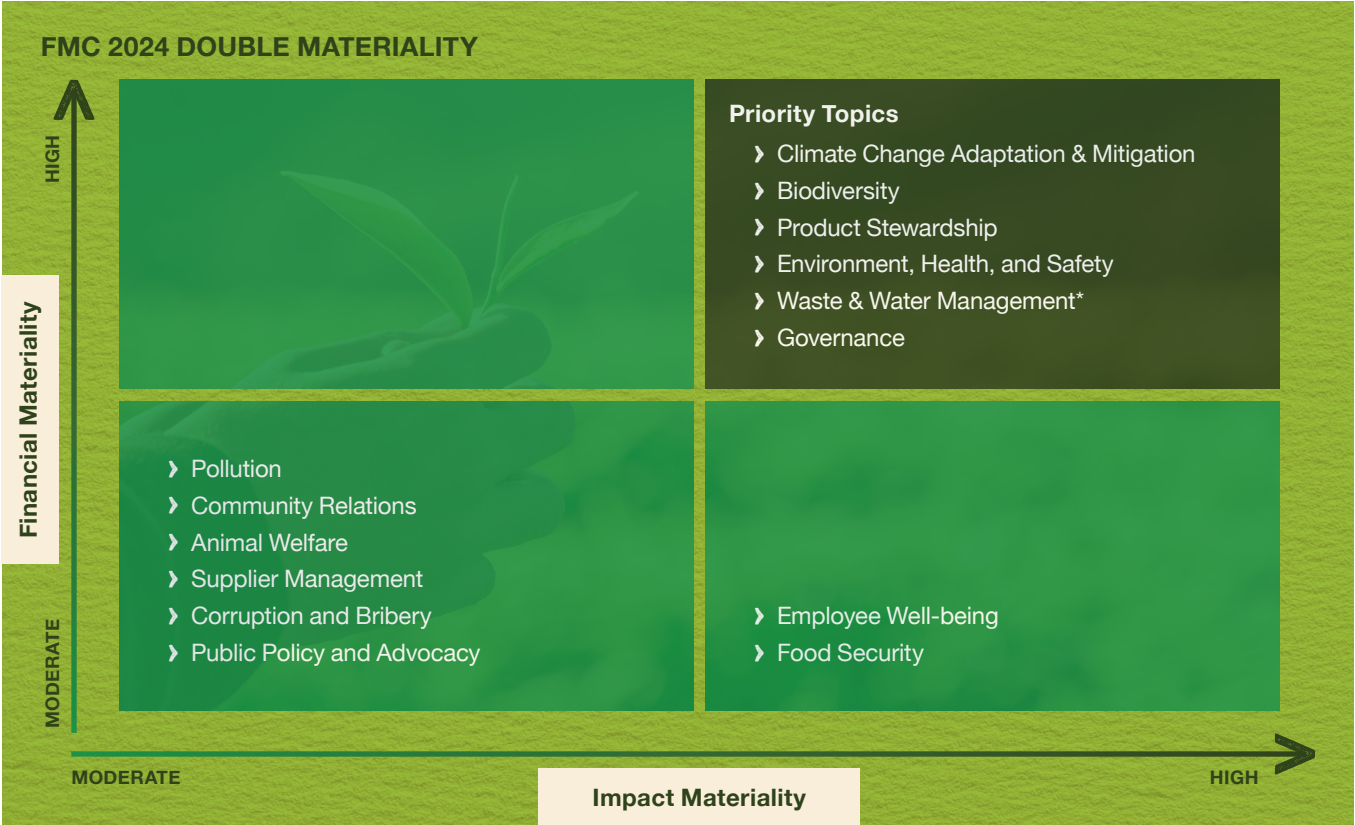 FMC 2024 DOUBLE MATERIALITY
HIGH
Financial Materiality
MODERATE
Priority Topics
› Climate Change Adaptation & Mitigation
› Biodiversity
› Product Stewardship
› Environment, Health, and Safety
› Waste & Water Management*
› Governance
› Pollution
› Community Relations
› Animal Welfare
› Supplier Management
› Corruption and Bribery
› Public Policy and Advocacy
› Employee Well-being
› Food Security
MODERATE
Impact Materiality
HIGH